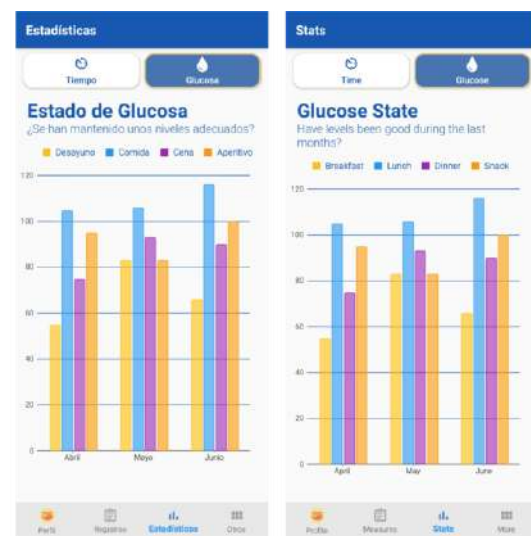 Estadísticas
Tiempo
Glucosa
Estado de Glucosa
¿Se han mantenido unos niveles adecuados?
Desayuno Comida Cena Aperitivo
120
100
80
60
40
20
0
Abril Mayo Junio
Perfil Registros Estadísticas Otros
Stats
Time
Glucose
Glucose State
Have levels been good during the last
months?
Breakfast Lunch Dinner Snack
120
100
80
60
40
20
0
April May June
Profile Measures Stats More